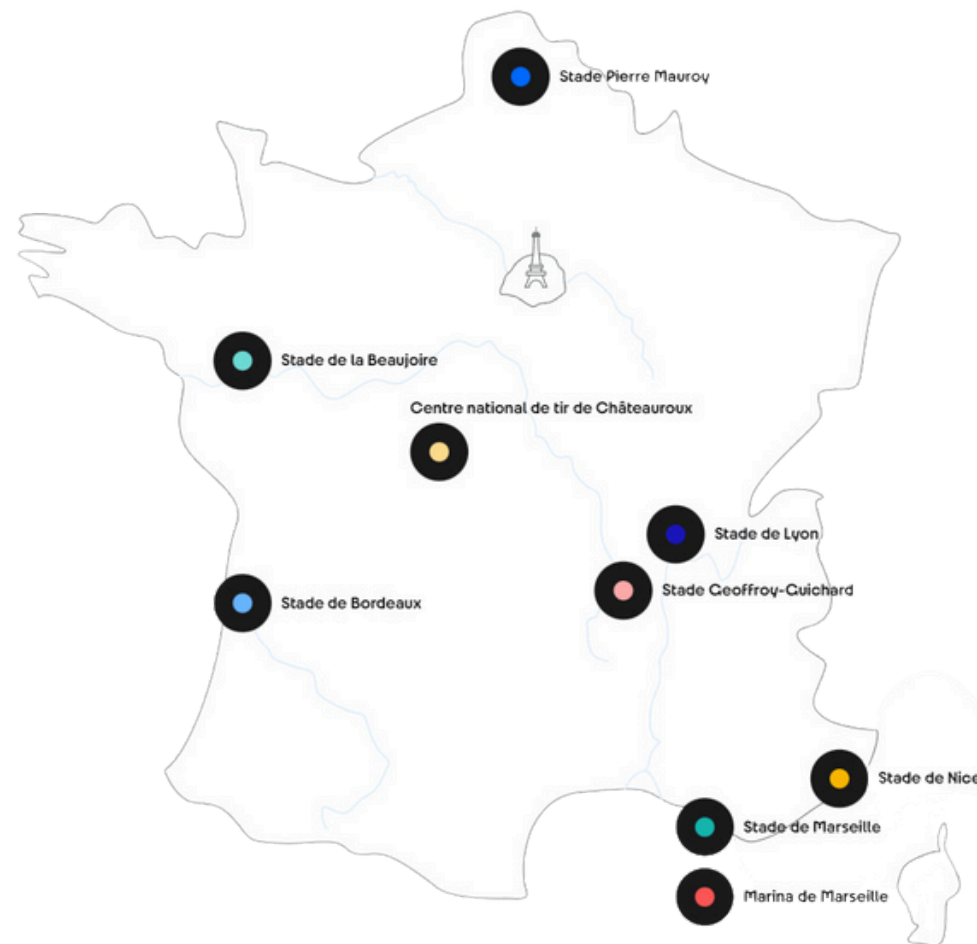 Stade Pierre Mauroy
Stade de la Beaujoire
Centre national de tir de Châteauroux
Stade de Lyon
Stade Geoffroy-Guichard
Stade de Bordeaux
Stade de Nice
Stade de Marseille
Marina de Marseille